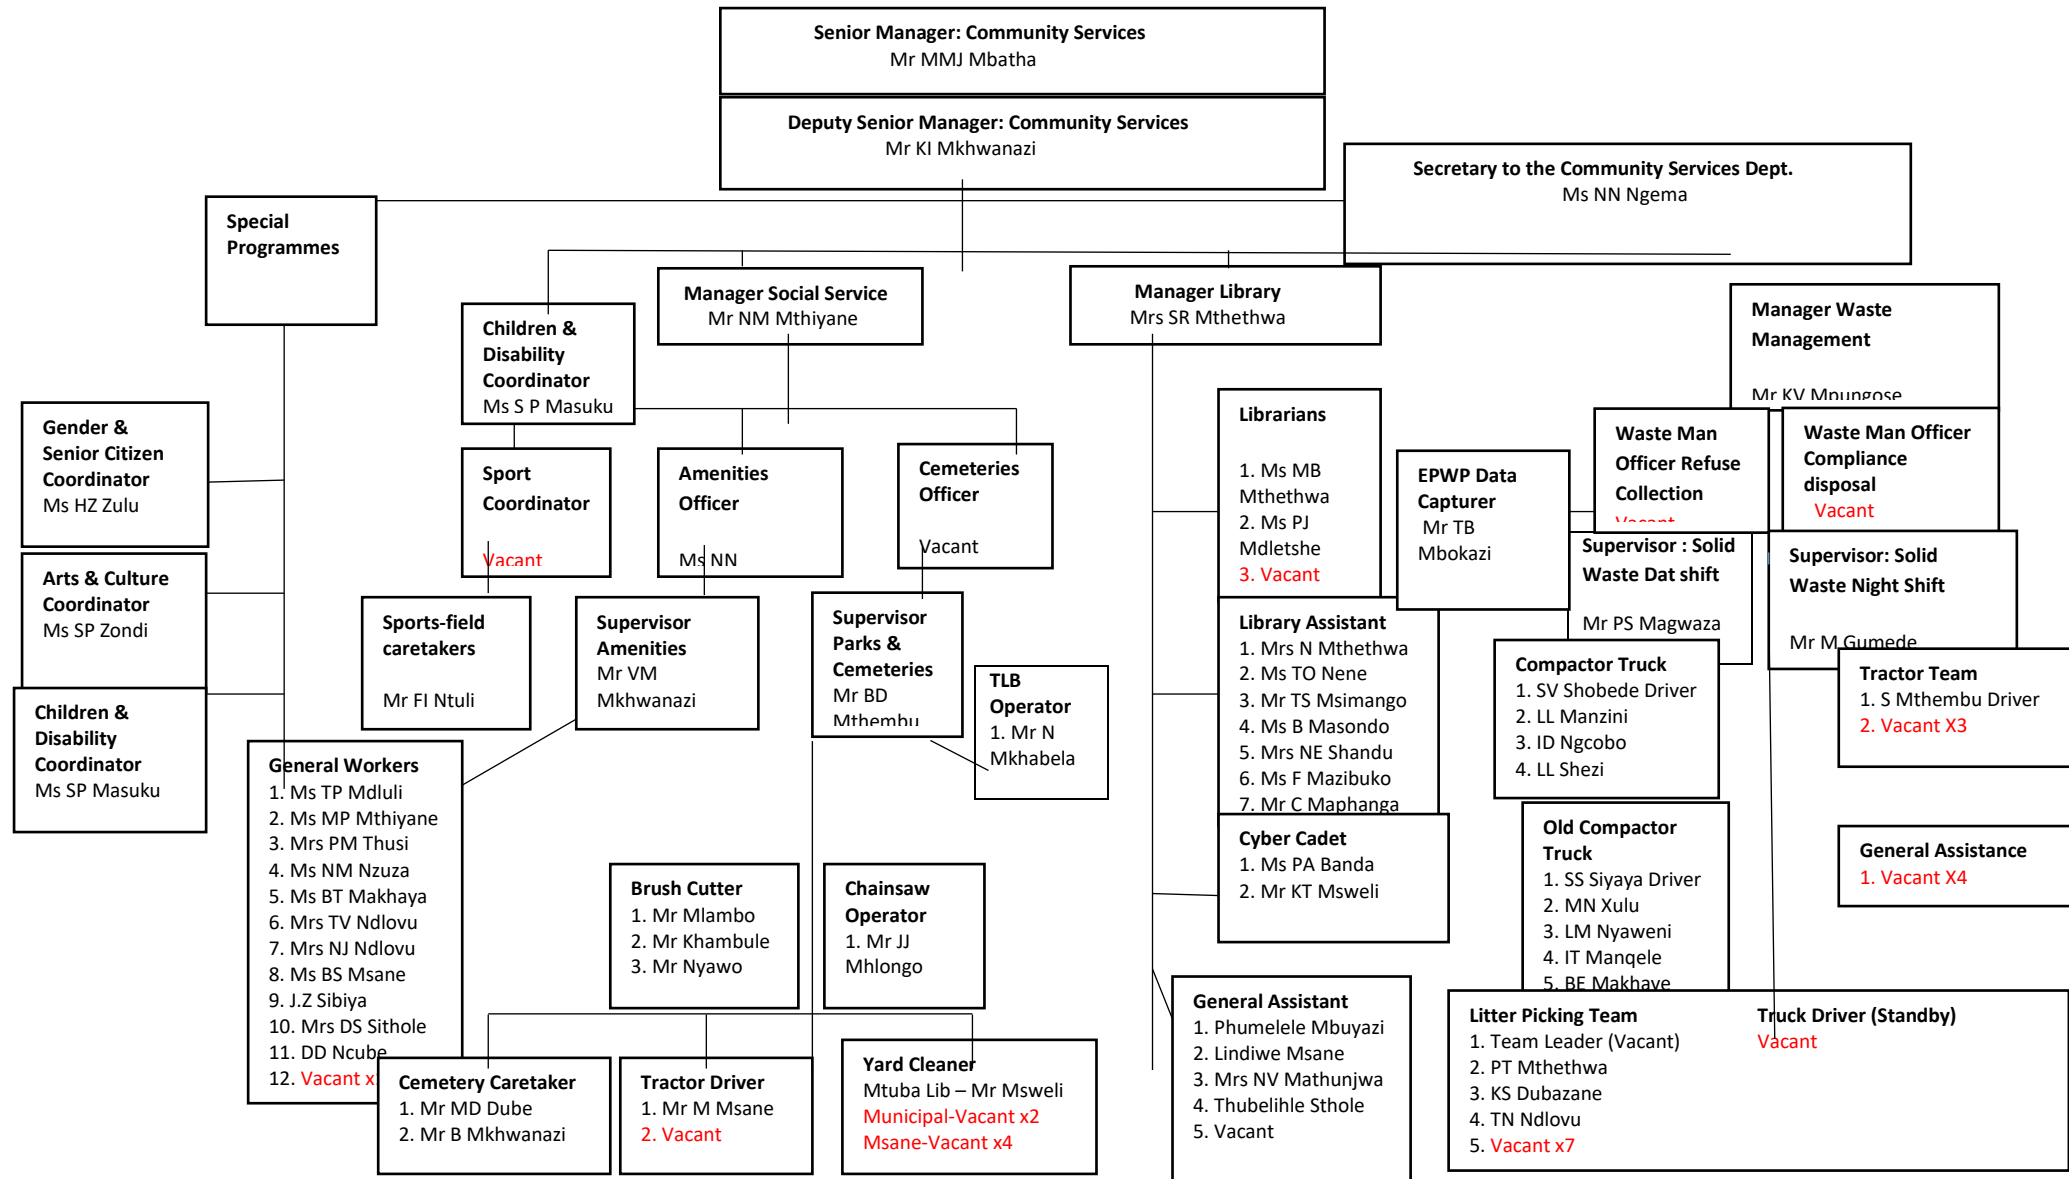 Senior Manager: Community Services
Mr MMJ Mbatha
Deputy Senior Manager: Community Services
Mr KI Mkhwanazi
Secretary to the Community Services Dept.
Ms NN Ngema
Special
Programmes
Manager Social Service
Mr NM Mthiyane
Manager Library
Mrs SR Mthethwa
Manager Waste
Management
Mr KV Mpungose
Children &
Disability
Coordinator
Ms S P Masuku
Gender &
Senior Citizen
Coordinator
Ms HZ Zulu
Arts & Culture
Coordinator
Ms SP Zondi
Children &
Disability
Coordinator
Ms SP Masuku
Sport
Coordinator
Vacant
Amenities
Officer
Ms NN
Cemeteries
Officer
Vacant
Sports-field
caretakers
Mr FI Ntuli
Supervisor
Amenities
Mr VM
Mkhwanazi
Supervisor
Parks &
Cemeteries
Mr BD
Mthembu
TLB
Operator
1. Mr N
Mkhabela
General Workers
1. Ms TP Mdluli
2. Ms MP Mthiyane
3. Mrs PM Thusi
4. Ms NM Nzuza
5. Ms BT Makhaya
6. Mrs TV Ndlovu
7. Mrs NJ Ndlovu
8. Ms BS Msane
9. J.Z Sibiya
10. Mrs DS Sithole
11. DD Ncube
12. Vacant x
Brush Cutter
1. Mr Mlambo
2. Mr Khambule
3. Mr Nyawo
Chainsaw
Operator
1. Mr JJ
Mhlongo
Cemetery Caretaker
1. Mr MD Dube
2. Mr B Mkhwanazi
Tractor Driver
1. Mr M Msane
2. Vacant
Yard Cleaner
Mtuba Lib – Mr Msweli
Municipal-Vacant x2
Msane-Vacant x4
Librarians
1. Ms MB
Mthethwa
2. Ms PJ
Mdletshe
3. Vacant
Library Assistant
1. Mrs N Mthethwa
2. Ms TO Nene
3. Mr TS Msimango
4. Ms B Masondo
5. Mrs NE Shandu
6. Ms F Mazibuko
7. Mr C Maphanga
Cyber Cadet
1. Ms PA Banda
2. Mr KT Msweli
General Assistant
1. Phumelele Mbuyazi
2. Lindiwe Msane
3. Mrs NV Mathunjwa
4. Thubelihle Sthole
5. Vacant
EPWP Data
Capturer
Mr TB
Mbokazi
Waste Man
Officer Refuse
Collection
Vacant
Waste Man Officer
Compliance
disposal
Vacant
Supervisor : Solid
Waste Dat shift
Mr PS Magwaza
Supervisor: Solid
Waste Night Shift
Mr M Gumede
Compactor Truck
1. SV Shobede Driver
2. LL Manzini
3. ID Ngcobo
4. LL Shezi
Tractor Team
1. S Mthembu Driver
2. Vacant X3
Old Compactor
Truck
1. SS Siyaya Driver
2. MN Xulu
3. LM Nyaweni
4. IT Manqele
5. BE Makhaye
General Assistance
1. Vacant X4
Litter Picking Team
1. Team Leader (Vacant)
2. PT Mthethwa
3. KS Dubazane
4. TN Ndlovu
5. Vacant x7
Truck Driver (Standby)
Vacant